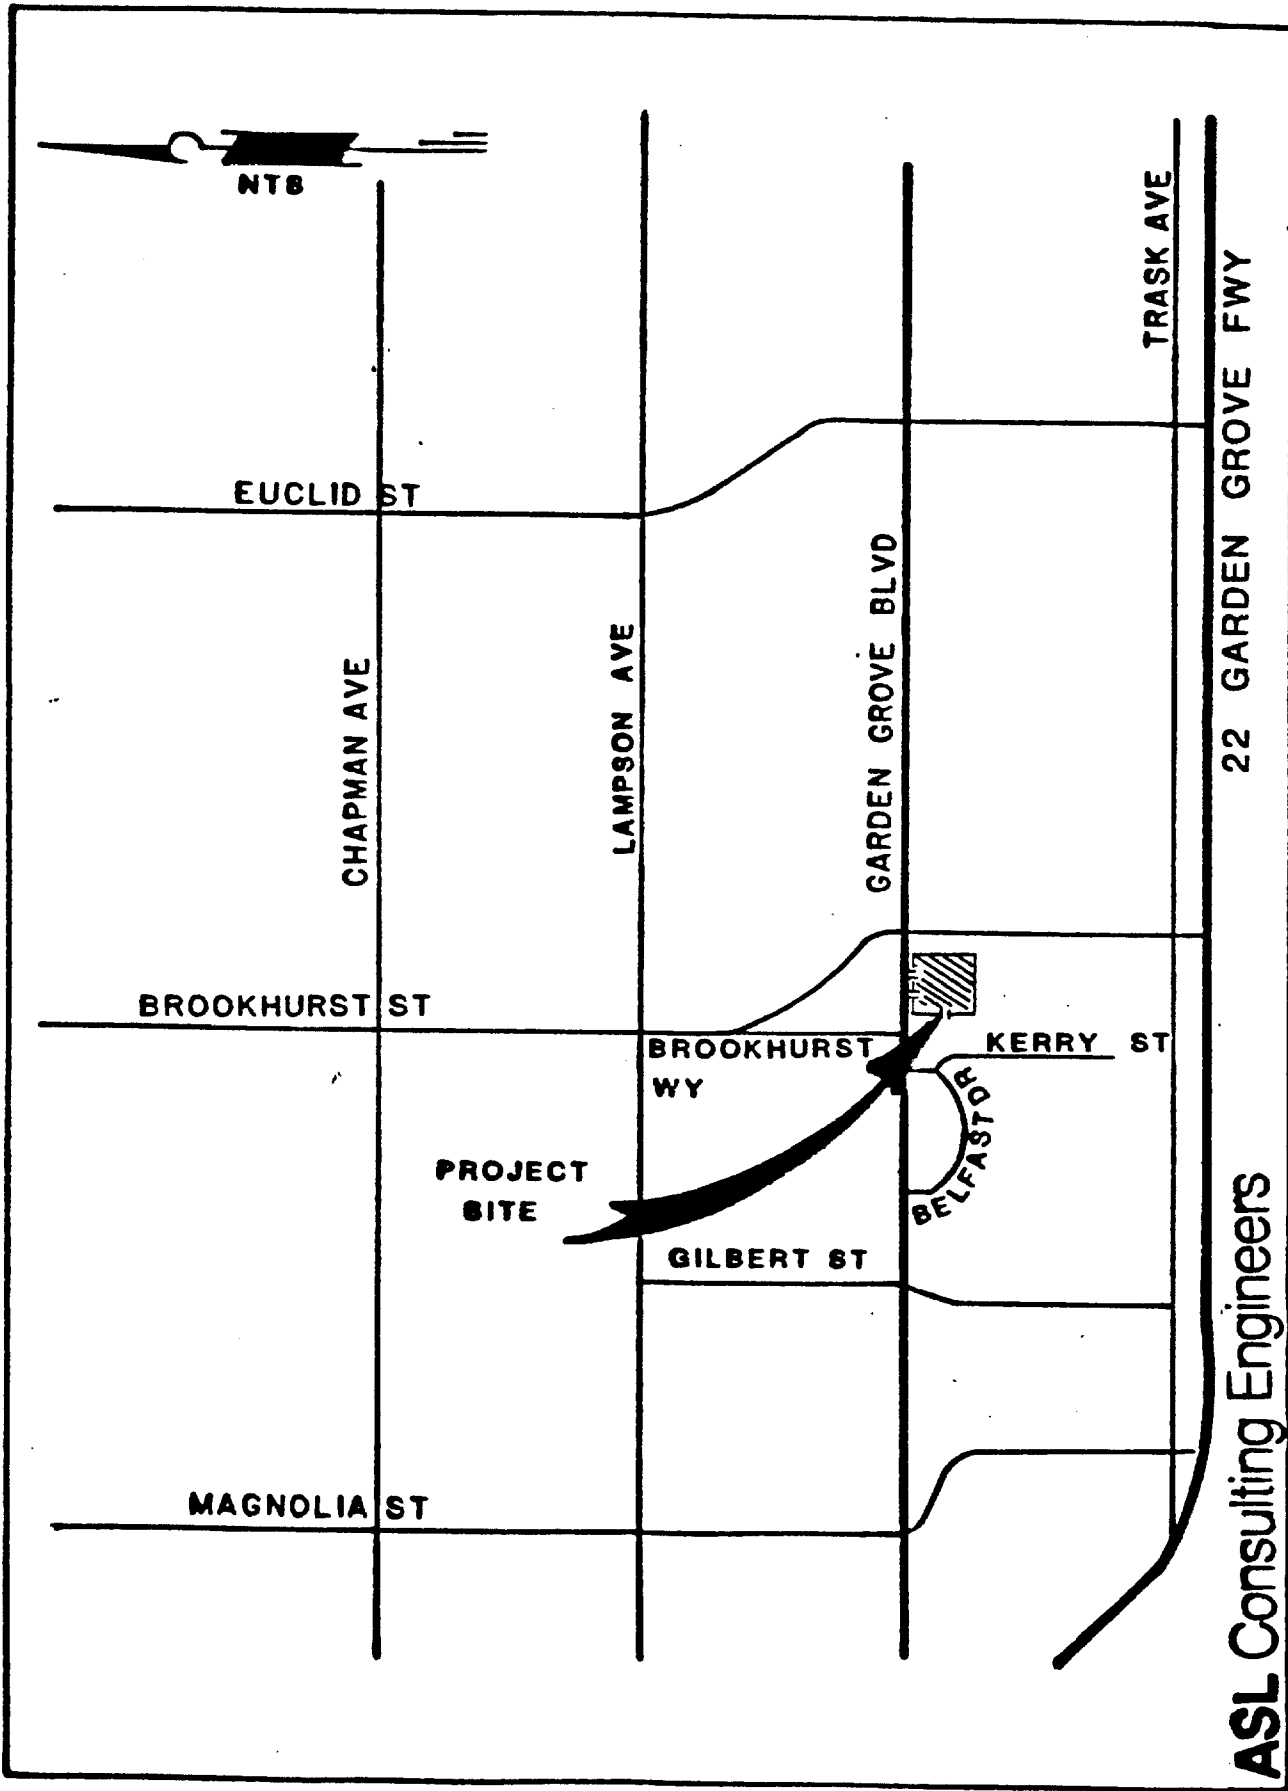 NTS
TRASK AVE
22 GARDEN GROVE FWY
EUCLID ST
GARDEN GROVE BLVD
LAMPSON AVE
CHAPMAN AVE
BROOKHURST ST
BROOKHURST
WY
KERRY ST
BELFAST DR
PROJECT
SITE
GILBERT ST
MAGNOLIA ST
ASL Consulting Engineers